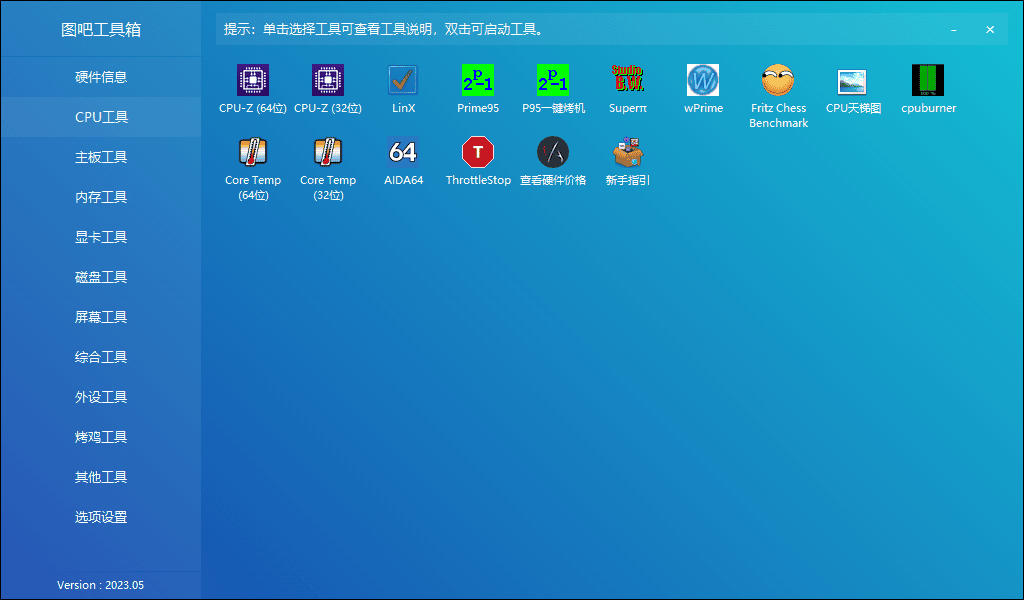 图吧工具箱
提示：单击选择工具可查看工具说明，双击可启动工具。
硬件信息
CPU工具
主板工具
内存工具
显卡工具
磁盘工具
屏幕工具
综合工具
外设工具
烤鸡工具
其他工具
选项设置
Version : 2023.05
CPU-Z (64位)
CPU-Z (32位)
LinX
P
2 -1
Prime95
P
2 -1
P95一键烤机
Sudo
B.W.
Superπ
W
wPrime
Fritz Chess
Benchmark
CPU天梯图
cpuburner
Core Temp
(64位)
Core Temp
(32位)
64
AIDA64
T
ThrottleStop
查看硬件价格
新手指引